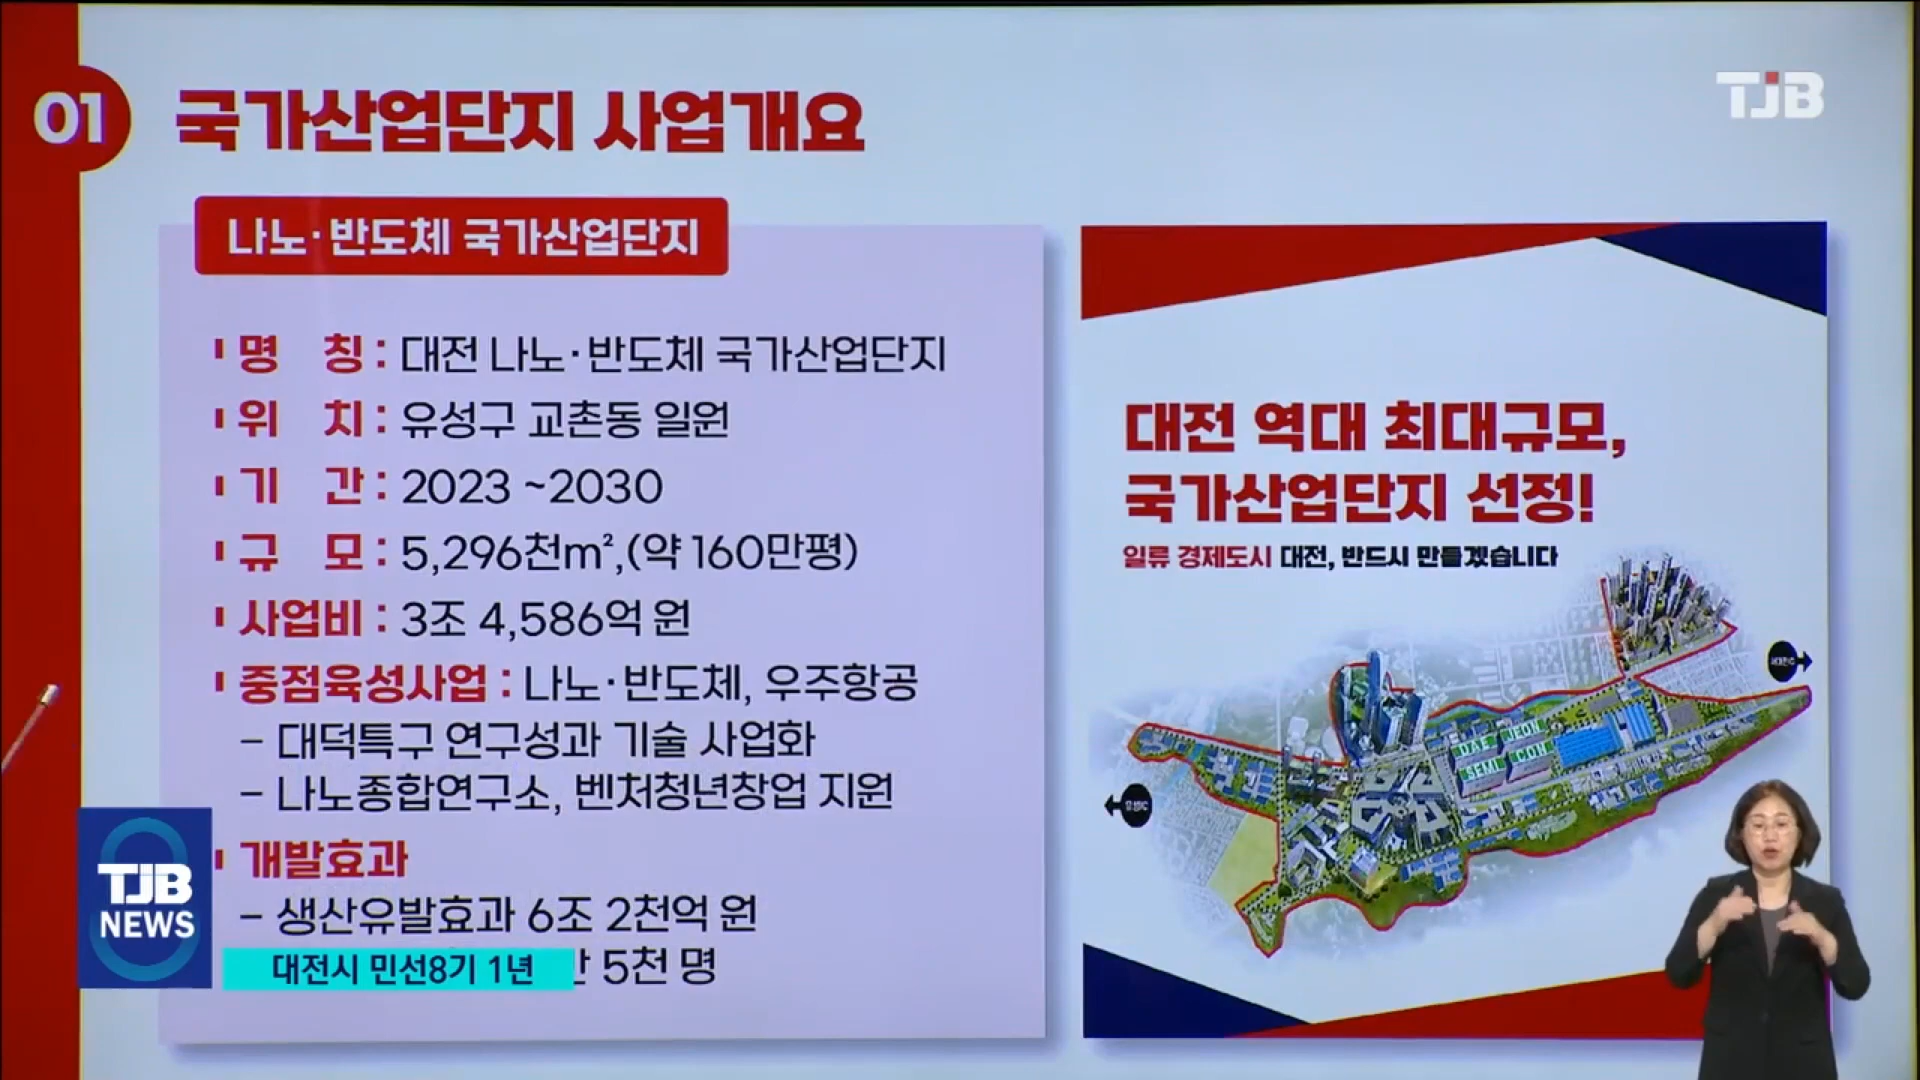 01 국가산업단지 사업개요
TJB
나노·반도체 국가산업단지
명 칭 : 대전 나노·반도체 국가산업단지
위 치 : 유성구 교촌동 일원
기 간 : 2023 ~2030
규 모 : 5,296천m²,(약 160만평)
사업비 : 3조 4,586억 원
중점육성사업 : 나노·반도체, 우주항공
- 대덕특구 연구성과 기술 사업화
- 나노종합연구소, 벤처청년창업 지원
개발효과
- 생산유발효과 6조 2천억 원
5천 명
대전 역대 최대규모,
국가산업단지 선정!
일류 경제도시 대전, 반드시 만들겠습니다
DAE JEON
SEMI CON
TJB
NEWS
대전시 민선8기 1년